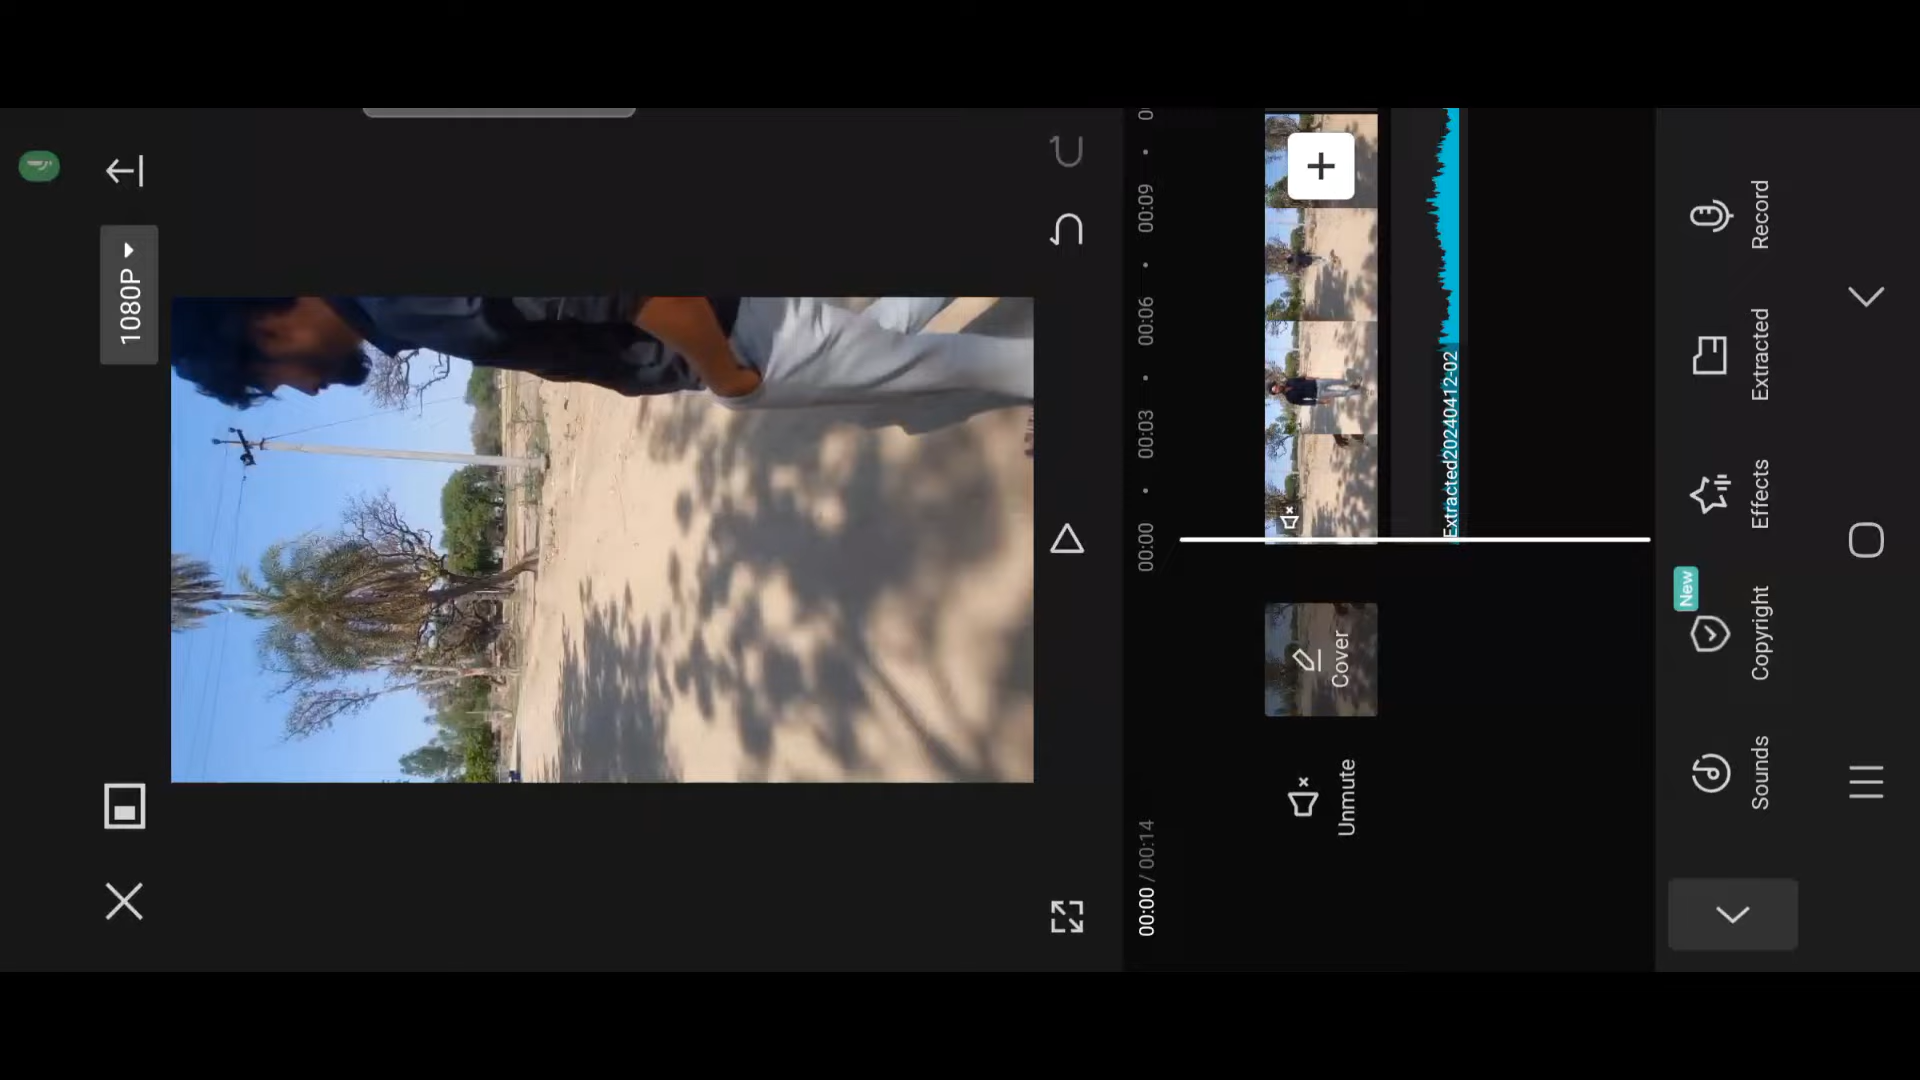 1080P
00:00 / 00:14
00:00
00:03
00:06
00:09
Unmute
Cover
Extracted20240412-02
New
Sounds
Copyright
Effects
Extracted
Record